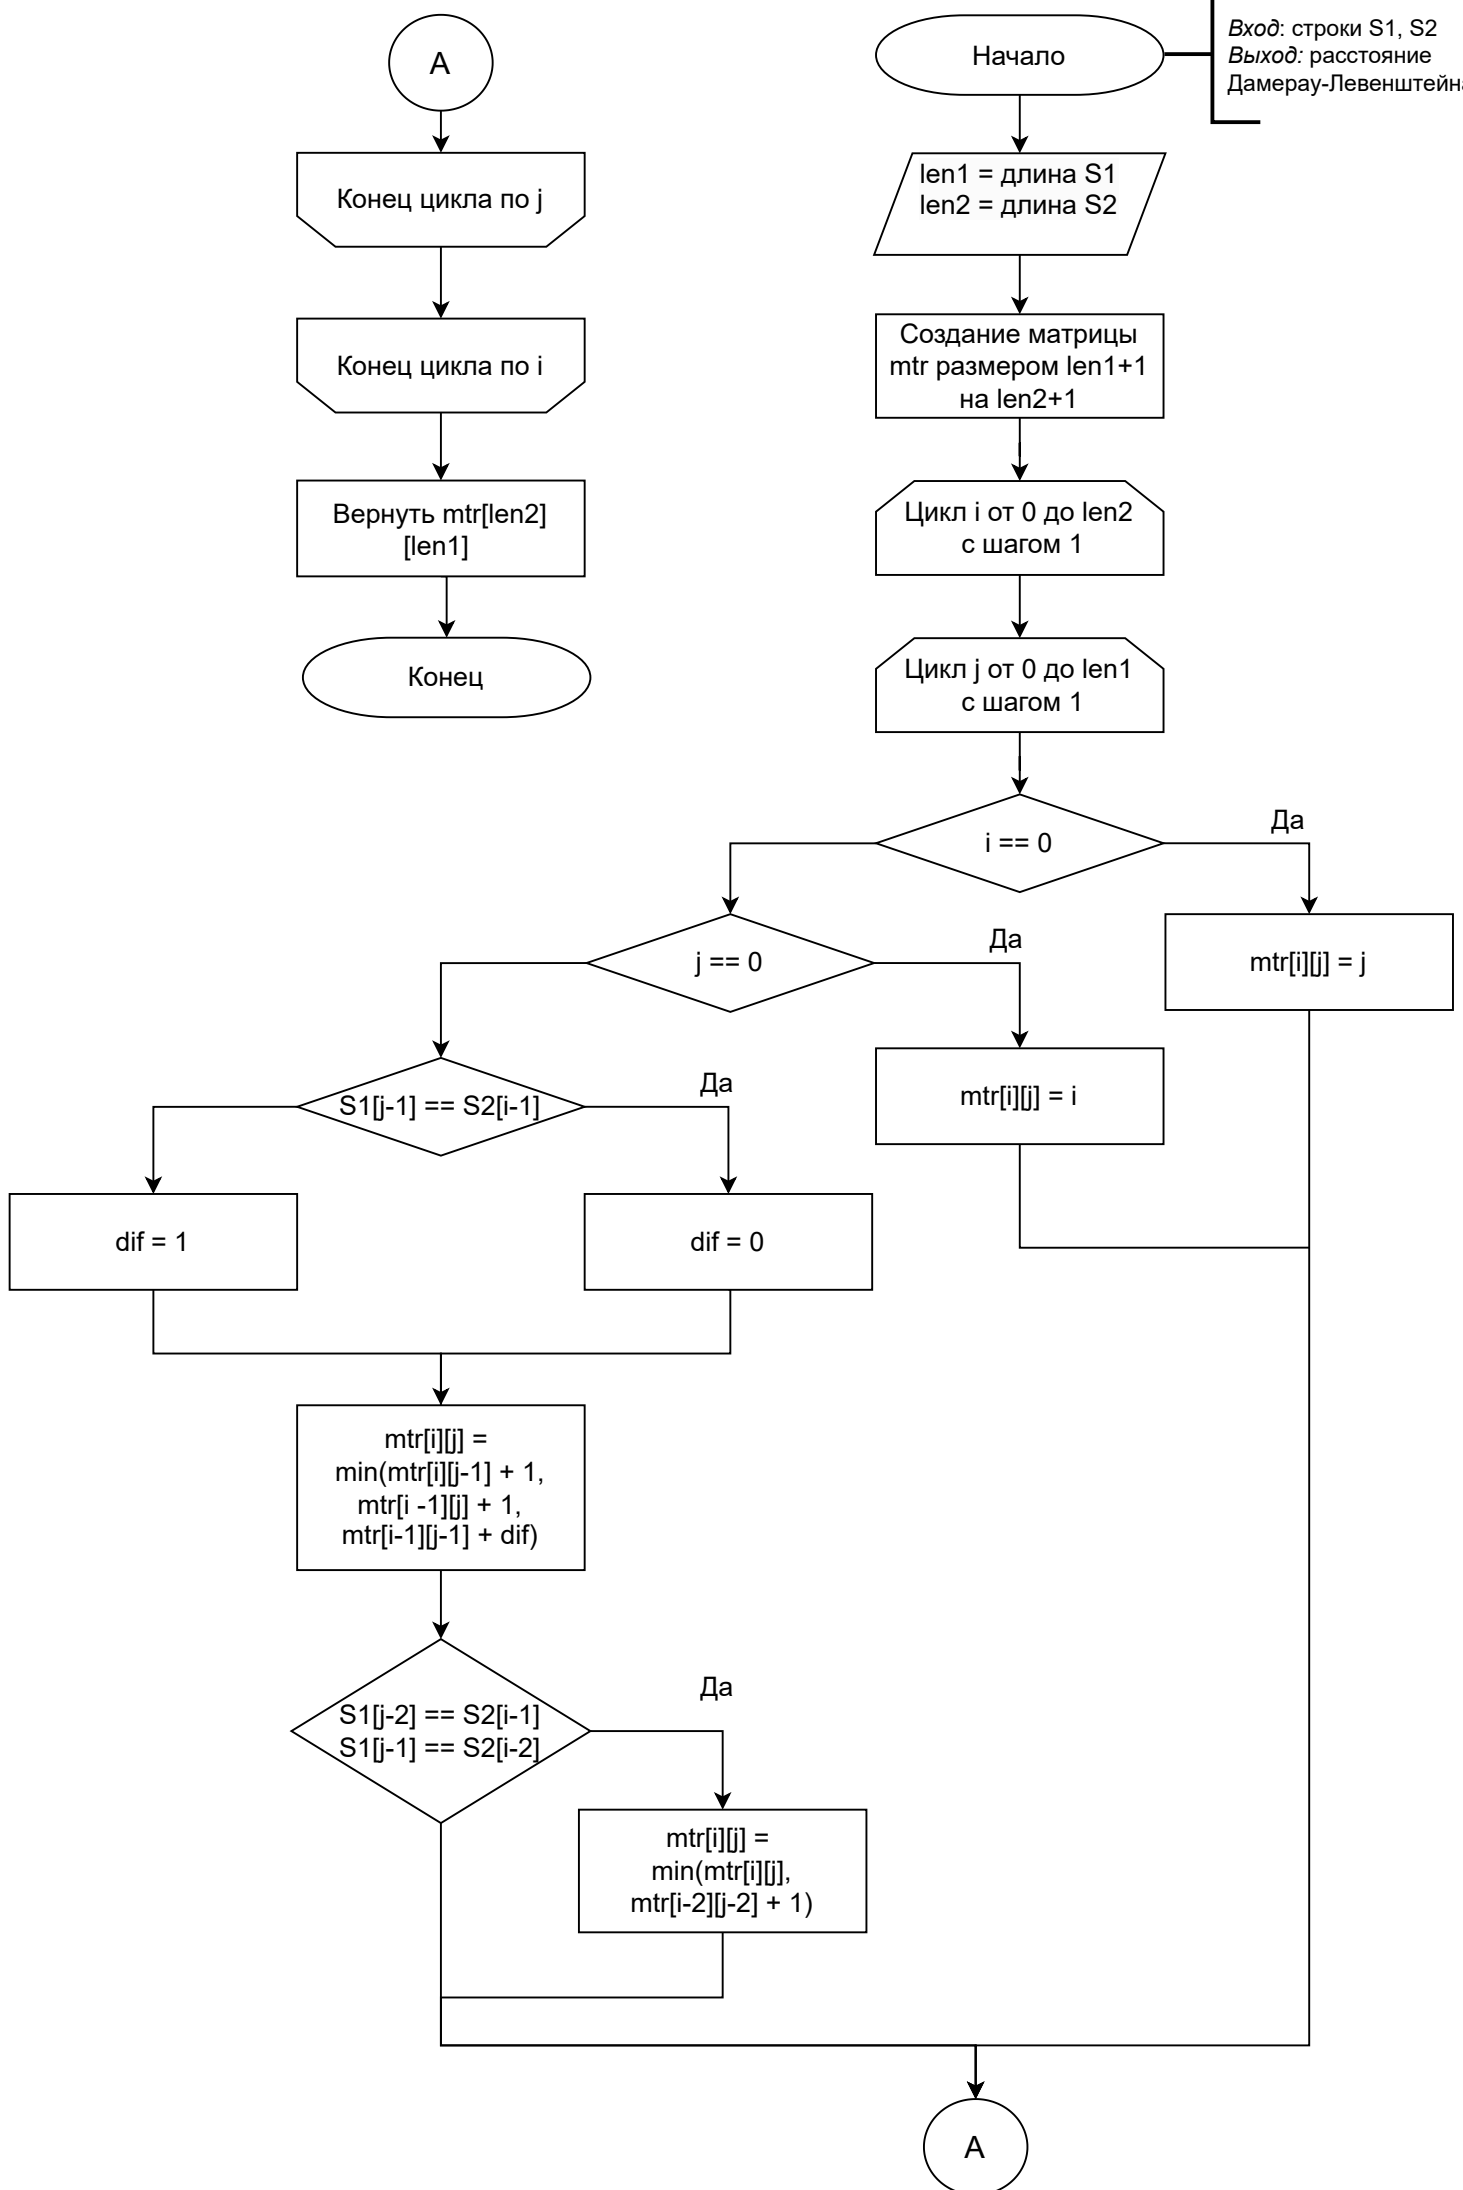 A
Конец цикла по j
Конец цикла по i
Вернуть mtr[len2]
[len1]
Конец
Начало
Вход: строки S1, S2
Выход: расстояние
Дамерау-Левенштейна
len1 = длина S1
len2 = длина S2
Создание матрицы
mtr размером len1+1
на len2+1
Цикл i от 0 до len2
с шагом 1
Цикл j от 0 до len1
с шагом 1
i == 0
Да
mtr[i][j] = j
j == 0
Да
mtr[i][j] = i
S1[j-1] == S2[i-1]
Да
dif = 1
dif = 0
mtr[i][j] =
min(mtr[i][j-1] + 1,
mtr[i -1][j] + 1,
mtr[i-1][j-1] + dif)
S1[j-2] == S2[i-1]
S1[j-1] == S2[i-2]
Да
mtr[i][j] =
min(mtr[i][j],
mtr[i-2][j-2] + 1)
A